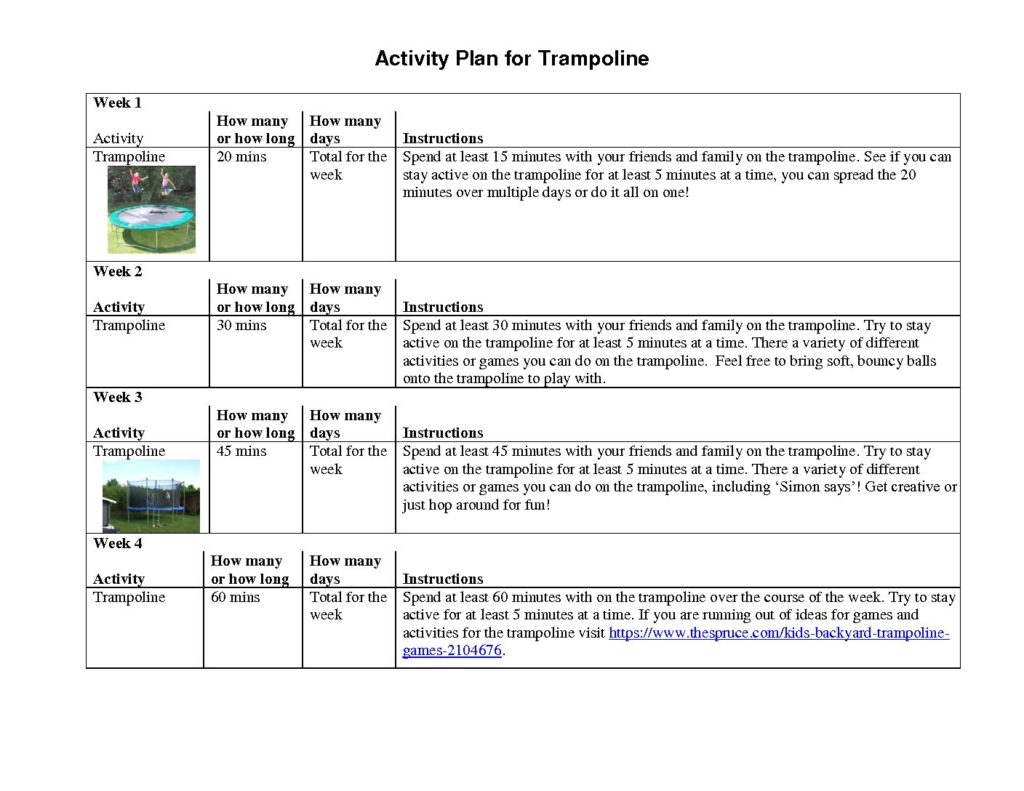 Activity Plan for Trampoline
Week 1
Activity
How many
or how long
How many
days
Instructions
Trampoline
20 mins
Total for the
week
Spend at least 15 minutes with your friends and family on the trampoline. See if you can
stay active on the trampoline for at least 5 minutes at a time, you can spread the 20
minutes over multiple days or do it all on one!
Week 2
Activity
How many
or how long
How many
days
Instructions
Trampoline
30 mins
Total for the
week
Spend at least 30 minutes with your friends and family on the trampoline. Try to stay
active on the trampoline for at least 5 minutes at a time. There a variety of different
activities or games you can do on the trampoline.  Feel free to bring soft, bouncy balls
onto the trampoline to play with.
Week 3
Activity
How many
or how long
How many
days
Instructions
Trampoline
45 mins
Total for the
week
Spend at least 45 minutes with your friends and family on the trampoline. Try to stay
active on the trampoline for at least 5 minutes at a time. There a variety of different
activities or games you can do on the trampoline, including ‘Simon says’! Get creative or
just hop around for fun!
Week 4
Activity
How many
or how long
How many
days
Instructions
Trampoline
60 mins
Total for the
week
Spend at least 60 minutes with on the trampoline over the course of the week. Try to stay
active for at least 5 minutes at a time. If you are running out of ideas for games and
activities for the trampoline visit https://www.thespruce.com/kids-backyard-trampoline-
games-2104676.